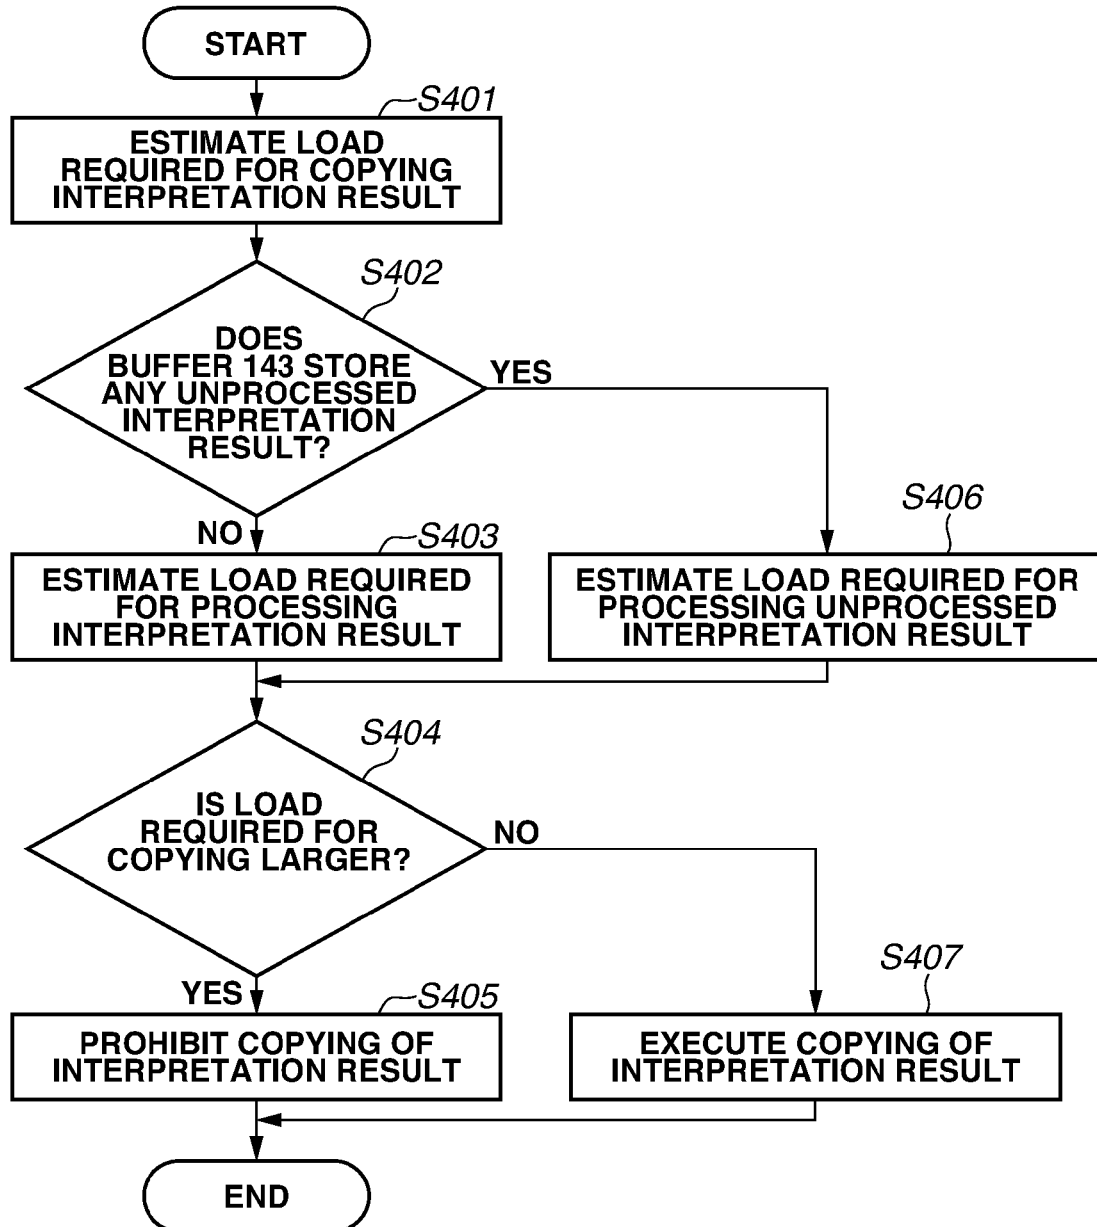 START
S401
ESTIMATE LOAD
REQUIRED FOR COPYING
INTERPRETATION RESULT
S402
DOES
BUFFER 143 STORE
ANY UNPROCESSED
INTERPRETATION
RESULT?
YES
NO
S403
ESTIMATE LOAD REQUIRED
FOR PROCESSING
INTERPRETATION RESULT
S406
ESTIMATE LOAD REQUIRED FOR
PROCESSING UNPROCESSED
INTERPRETATION RESULT
S404
IS LOAD
REQUIRED FOR
COPYING LARGER?
NO
YES
S405
PROHIBIT COPYING OF
INTERPRETATION RESULT
S407
EXECUTE COPYING OF
INTERPRETATION RESULT
END